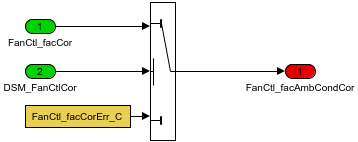 1
FanCtl_facCor
2
DSM_FanCtlCor
FanCtl_facCorErr_C
1
FanCtl_facAmbCondCor